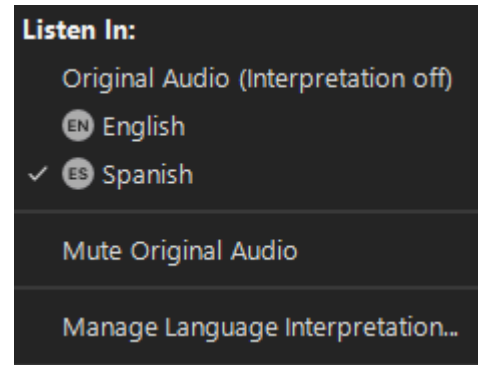 Listen In:
Original Audio (Interpretation off)
EN English
ES Spanish
Mute Original Audio
Manage Language Interpretation...